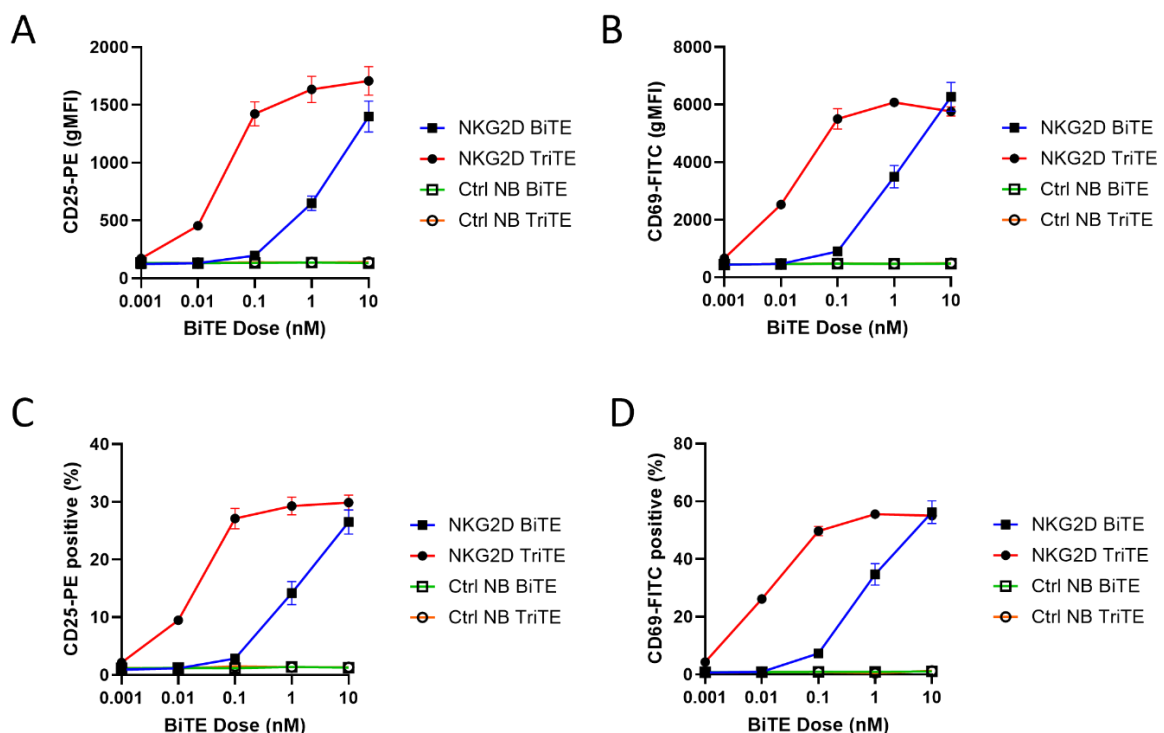 A
2000
1500
1000
500
0
CD25-PE (gMFI)
0.001 0.01 0.1 1 10
BiTE Dose (nM)
NKG2D BiTE
NKG2D TriTE
Ctrl NB BiTE
Ctrl NB TriTE
B
8000
6000
4000
2000
0
CD69-FITC (gMFI)
0.001 0.01 0.1 1 10
BiTE Dose (nM)
NKG2D BiTE
NKG2D TriTE
Ctrl NB BiTE
Ctrl NB TriTE
C
40
30
20
10
0
CD25-PE positive (%)
0.001 0.01 0.1 1 10
BiTE Dose (nM)
NKG2D BiTE
NKG2D TriTE
Ctrl NB BiTE
Ctrl NB TriTE
D
80
60
40
20
0
CD69-FITC positive (%)
0.001 0.01 0.1 1 10
BiTE Dose (nM)
NKG2D BiTE
NKG2D TriTE
Ctrl NB BiTE
Ctrl NB TriTE